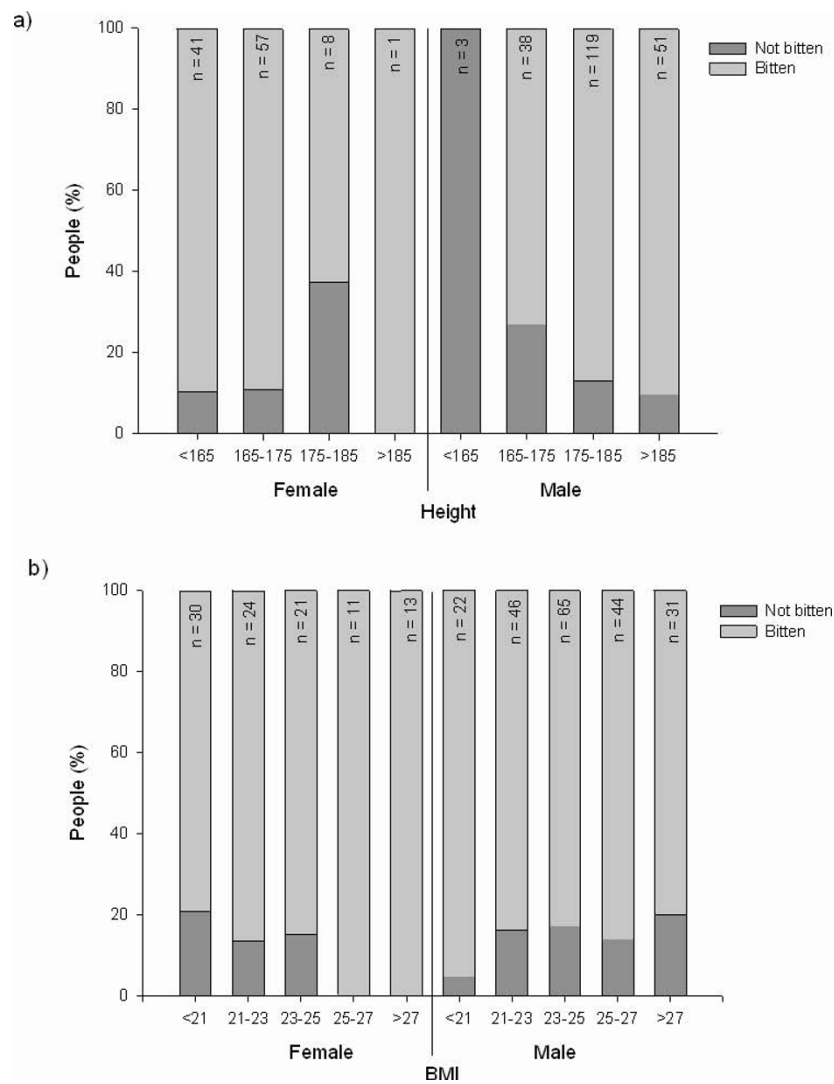 a)
100
80
60
40
20
0
People (%)
n = 41
n = 57
n = 8
n = 1
n = 3
n = 38
n = 119
n = 51
Not bitten
Bitten
<165 165-175 175-185 >185 <165 165-175 175-185 >185
Female Male
Height
b)
100
80
60
40
20
0
People (%)
n = 30
n = 24
n = 21
n = 11
n = 13
n = 22
n = 46
n = 65
n = 44
n = 31
Not bitten
Bitten
<21 21-23 23-25 25-27 >27 <21 21-23 23-25 25-27 >27
Female Male
BMI